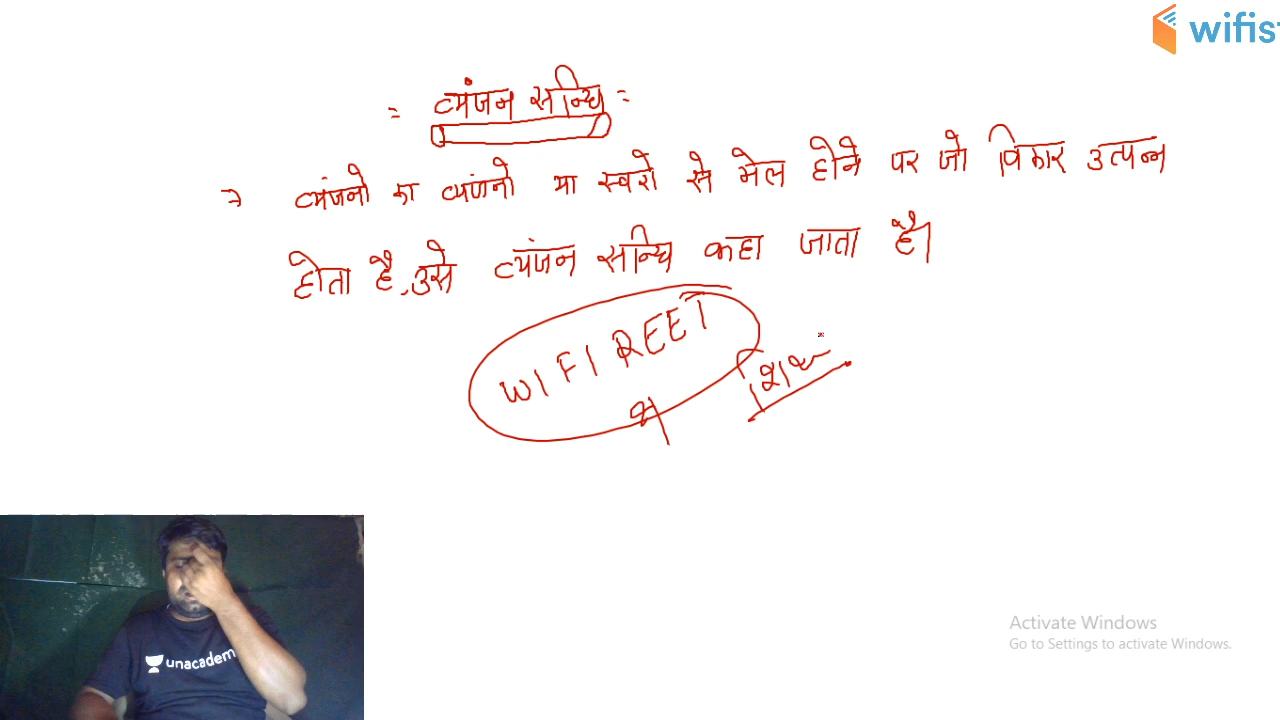 wifis
= व्यंजन सन्धि =
→ व्यंजनो का व्यंजनो या स्वरो से मेल होने पर जो विकार उत्पन्न
होता है, उसे व्यंजन सन्धि कहा जाता है।
WIFI REET
unacadem
Activate Windows
Go to Settings to activate Windows.